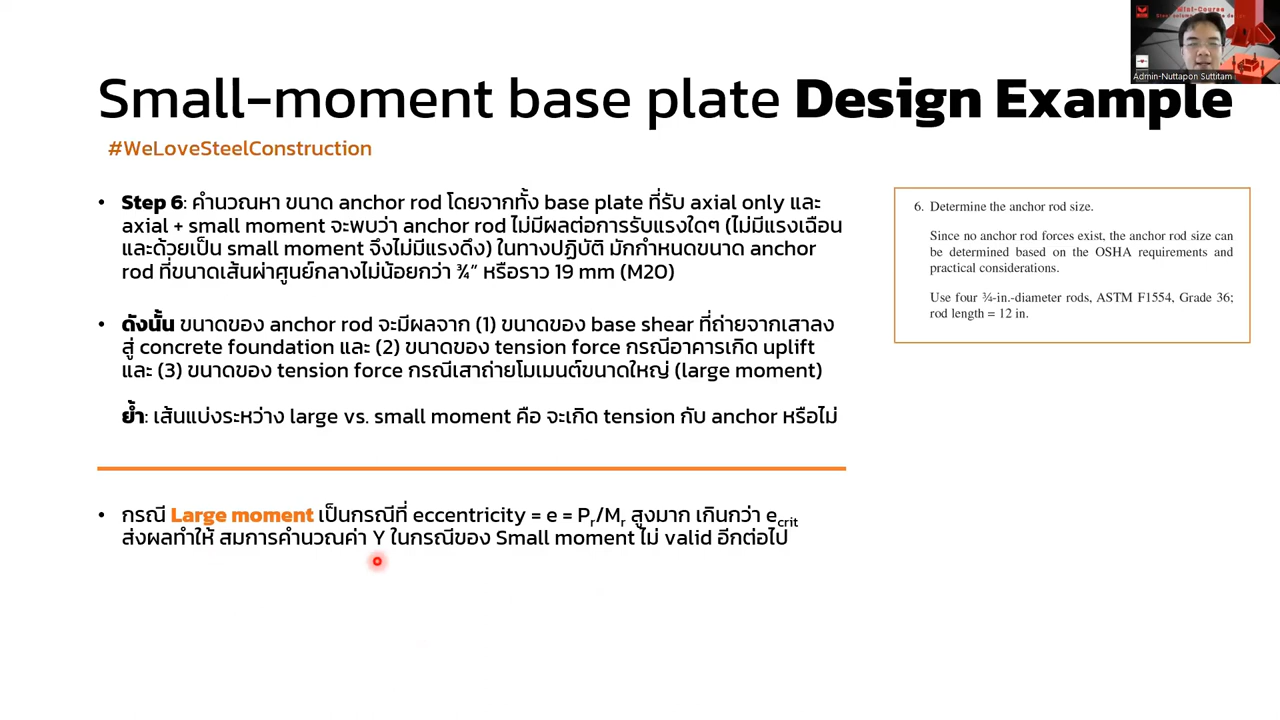 Mini-Course
Admin-Nuttapon Suttitam
Small-moment base plate Design Example
#WeLoveSteelConstruction
• Step 6: คำนวณหา ขนาด anchor rod โดยจากทั้ง base plate ที่รับ axial only และ
axial + small moment จะพบว่า anchor rod ไม่มีผลต่อการรับแรงใดๆ (ไม่มีแรงเฉือน
และด้วยเป็น small moment จึงไม่มีแรงดึง) ในทางปฏิบัติ มักกำหนดขนาด anchor
rod ที่ขนาดเส้นผ่าศูนย์กลางไม่น้อยกว่า ¾” หรือราว 19 mm (M20)
• ดังนั้น ขนาดของ anchor rod จะมีผลจาก (1) ขนาดของ base shear ที่ถ่ายจากเสาลง
สู่ concrete foundation และ (2) ขนาดของ tension force กรณีอาคารเกิด uplift
และ (3) ขนาดของ tension force กรณีเสาถ่ายโมเมนต์ขนาดใหญ่ (large moment)
ย้ำ: เส้นแบ่งระหว่าง large vs. small moment คือ จะเกิด tension กับ anchor หรือไม่
• กรณี Large moment เป็นกรณีที่ eccentricity = e = Pr/Mr สูงมาก เกินกว่า ecrit
ส่งผลทำให้ สมการคำนวณค่า Y ในกรณีของ Small moment ไม่ valid อีกต่อไป
6. Determine the anchor rod size.
Since no anchor rod forces exist, the anchor rod size can
be determined based on the OSHA requirements and
practical considerations.
Use four ¾-in.-diameter rods, ASTM F1554, Grade 36;
rod length = 12 in.